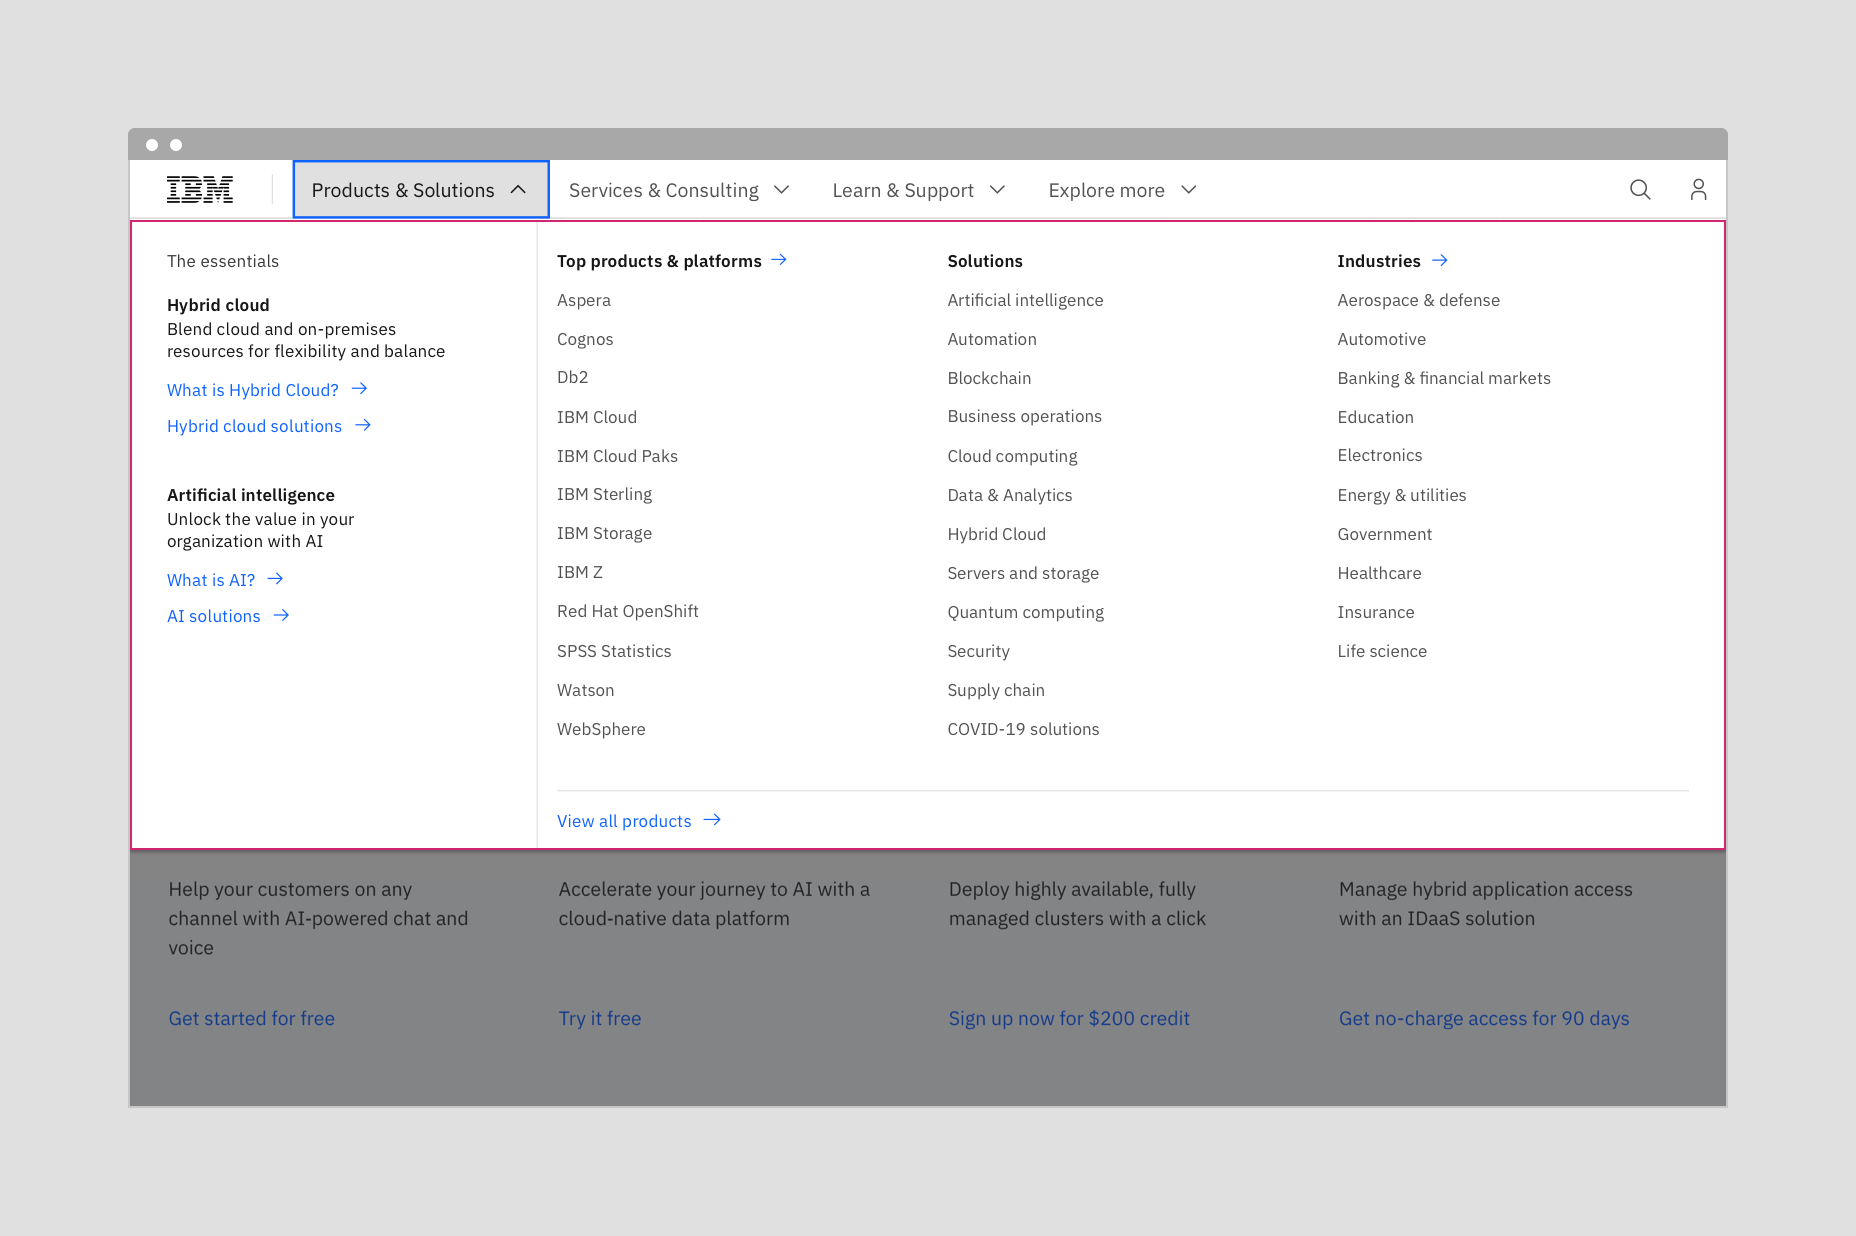 IBM
Products & Solutions
Services & Consulting
Learn & Support
Explore more
The essentials
Hybrid cloud
Blend cloud and on-premises
resources for flexibility and balance
What is Hybrid Cloud?
Hybrid cloud solutions
Artificial intelligence
Unlock the value in your
organization with AI
What is AI?
AI solutions
Top products & platforms
Aspera
Cognos
Db2
IBM Cloud
IBM Cloud Paks
IBM Sterling
IBM Storage
IBM Z
Red Hat OpenShift
SPSS Statistics
Watson
WebSphere
Solutions
Artificial intelligence
Automation
Blockchain
Business operations
Cloud computing
Data & Analytics
Hybrid Cloud
Servers and storage
Quantum computing
Security
Supply chain
COVID-19 solutions
Industries
Aerospace & defense
Automotive
Banking & financial markets
Education
Electronics
Energy & utilities
Government
Healthcare
Insurance
Life science
View all products
Help your customers on any
channel with AI-powered chat and
voice
Get started for free
Accelerate your journey to AI with a
cloud-native data platform
Try it free
Deploy highly available, fully
managed clusters with a click
Sign up now for $200 credit
Manage hybrid application access
with an IDaaS solution
Get no-charge access for 90 days